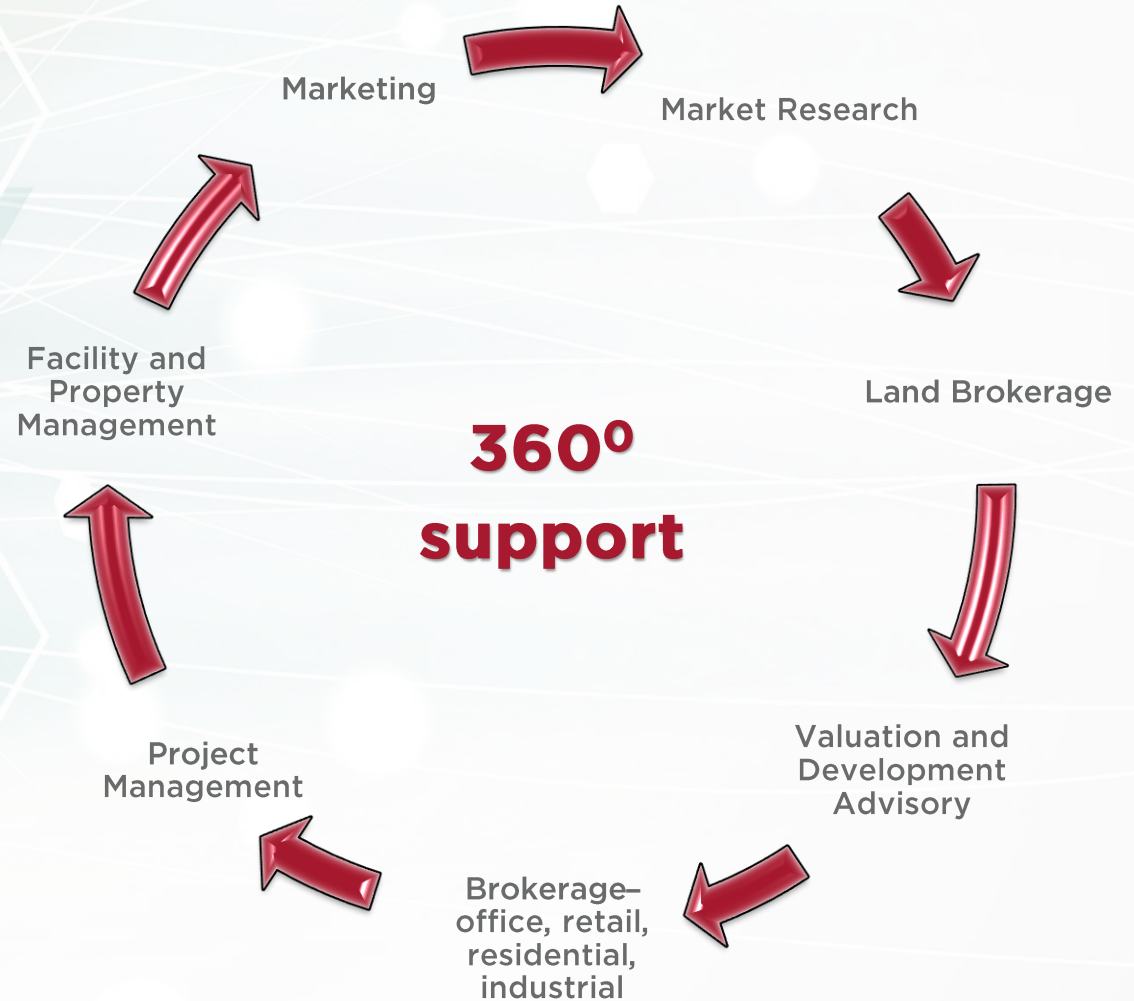 Marketing
Market Research
Land Brokerage
Valuation and
Development
Advisory
Brokerage–
office, retail,
residential,
industrial
Project
Management
Facility and
Property
Management
360⁰
support